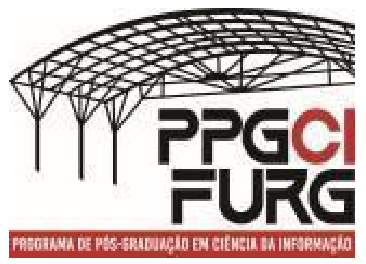 PPGCI
FURG
PROGRAMA DE PÓS-GRADUAÇÃO EM CIÊNCIA DA INFORMAÇÃO